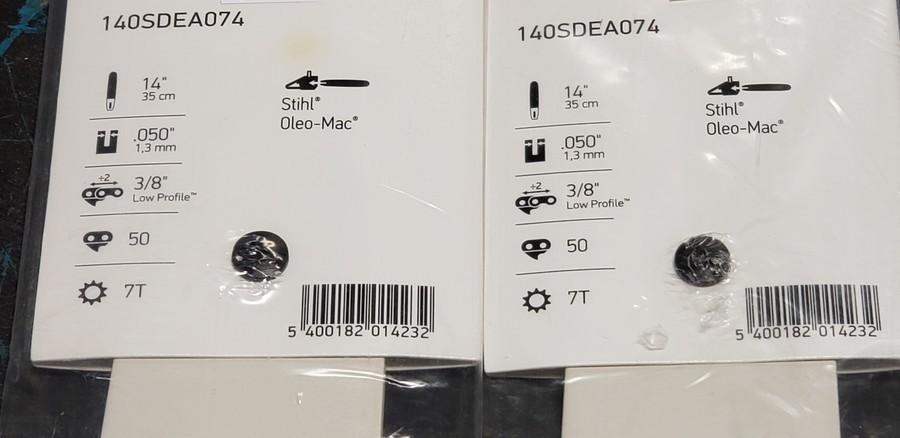 140SDEA074
14"
35 cm
Stihl®
Oleo-Mac®
.050"
1,3 mm
÷2
3/8"
Low Profile™
50
7T
5 400182 014232
140SDEA074
14"
35 cm
Stihl®
Oleo-Mac®
.050"
1,3 mm
÷2
3/8"
Low Profile™
50
7T
5 400182 014232